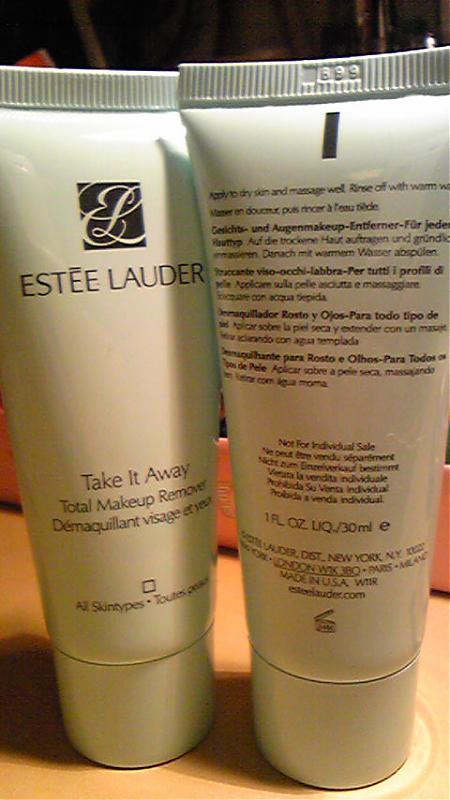 ESTĒE LAUDER
Take It Away
Total Makeup Remover
Démaquillant visage et yeux
All Skintypes • Toutes peaux
899
Apply to dry skin and massage well. Rinse off with warm
Masser en douceur, puis rincer à l'eau tiède.
Gesichts- und Augenmakeup-Entferner-Für jeden
Hauttyp Auf die trockene Haut auftragen und gründlich
einmassieren. Danach mit warmem Wasser abspülen.
Struccante viso-occhi-labbra-Per tutti i profili di
pelle Applicare sulla pelle asciutta e massaggiare.
Sciacquare con acqua tiepida.
Desmaquillador Rosto y Ojos-Para todo tipo de
piel Aplicar sobre la piel seca y extender con un masaje.
Retirar aclarando con agua templada
Desmaquilhante para Rosto e Olhos-Para Todos os
Tipos de Pele Aplicar sobre a pele seca, massajando
bem. Retirar com água morna.
Not For Individual Sale
Ne peut être vendu séparément
Nicht zum Einzelverkauf bestimmt
Vietata la vendita individuale
Prohibida Su Venta Individual
Proibida a venda individual.
1 FL. OZ. LIQ./30ml e
ESTĒE LAUDER, DIST., NEW YORK, N.Y. 10022
NEW YORK • LONDON W1K 3BQ • PARIS • MILANO
MADE IN U.S.A. W11R
esteelauder.com
24M